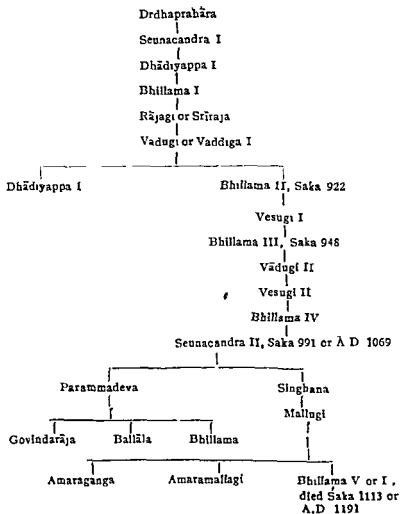 Drdhaprahāra
Seunacandra I
Dhādiyappa I
Bhillama I
Rājagi or Srīraja
Vadugi or Vaddiga I
Dhādiyappa I Bhillama II, Saka 922
Vesugi I
Bhillama III, Saka 948
Vādugi II
Vesugi II
Bhillama IV
Seunacandra II, Saka 991 or A D 1069
Parammadeva Singhana
Mallugi
Govindarāja Ballāla Bhillama
Amaraganga Amaramallagi Bhillama V or I,
died Saka 1113 or
A.D 1191